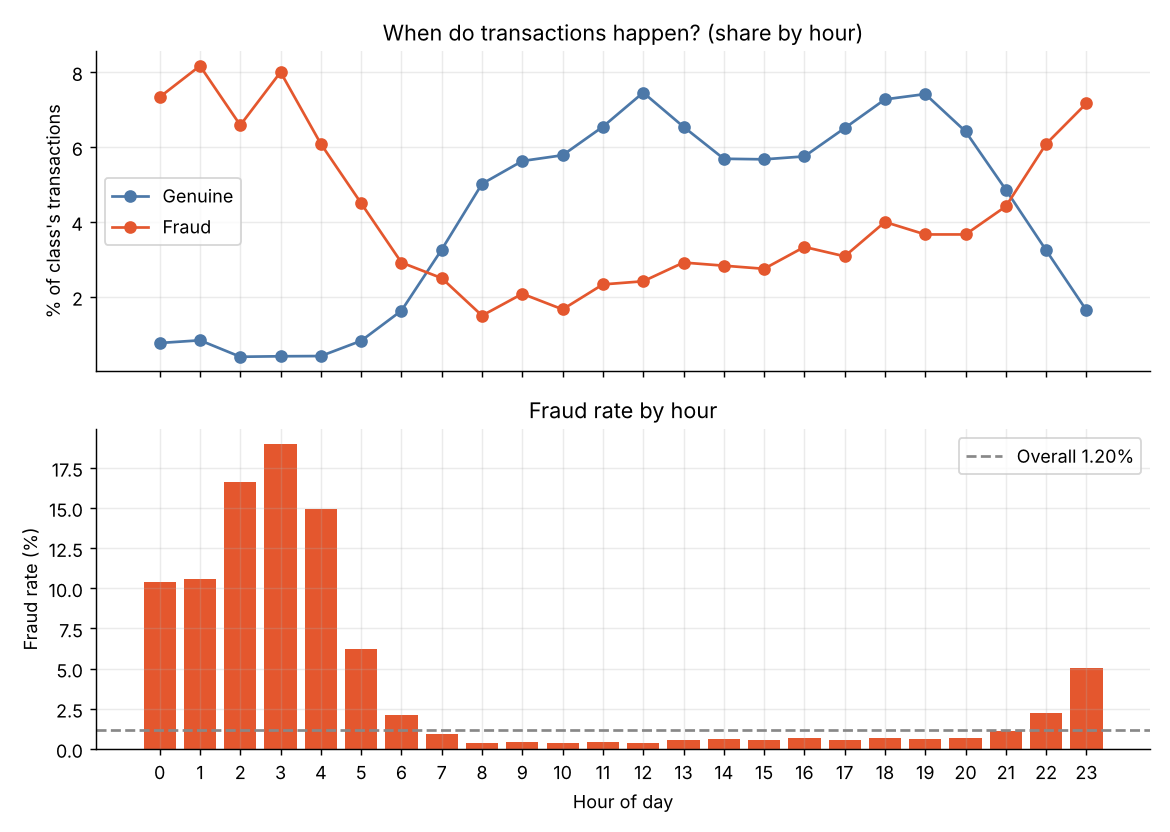 When do transactions happen? (share by hour)
% of class's transactions
8
6
4
2
Genuine
Fraud
Fraud rate by hour
Fraud rate (%)
17.5
15.0
12.5
10.0
7.5
5.0
2.5
0.0
Overall 1.20%
0 1 2 3 4 5 6 7 8 9 10 11 12 13 14 15 16 17 18 19 20 21 22 23
Hour of day